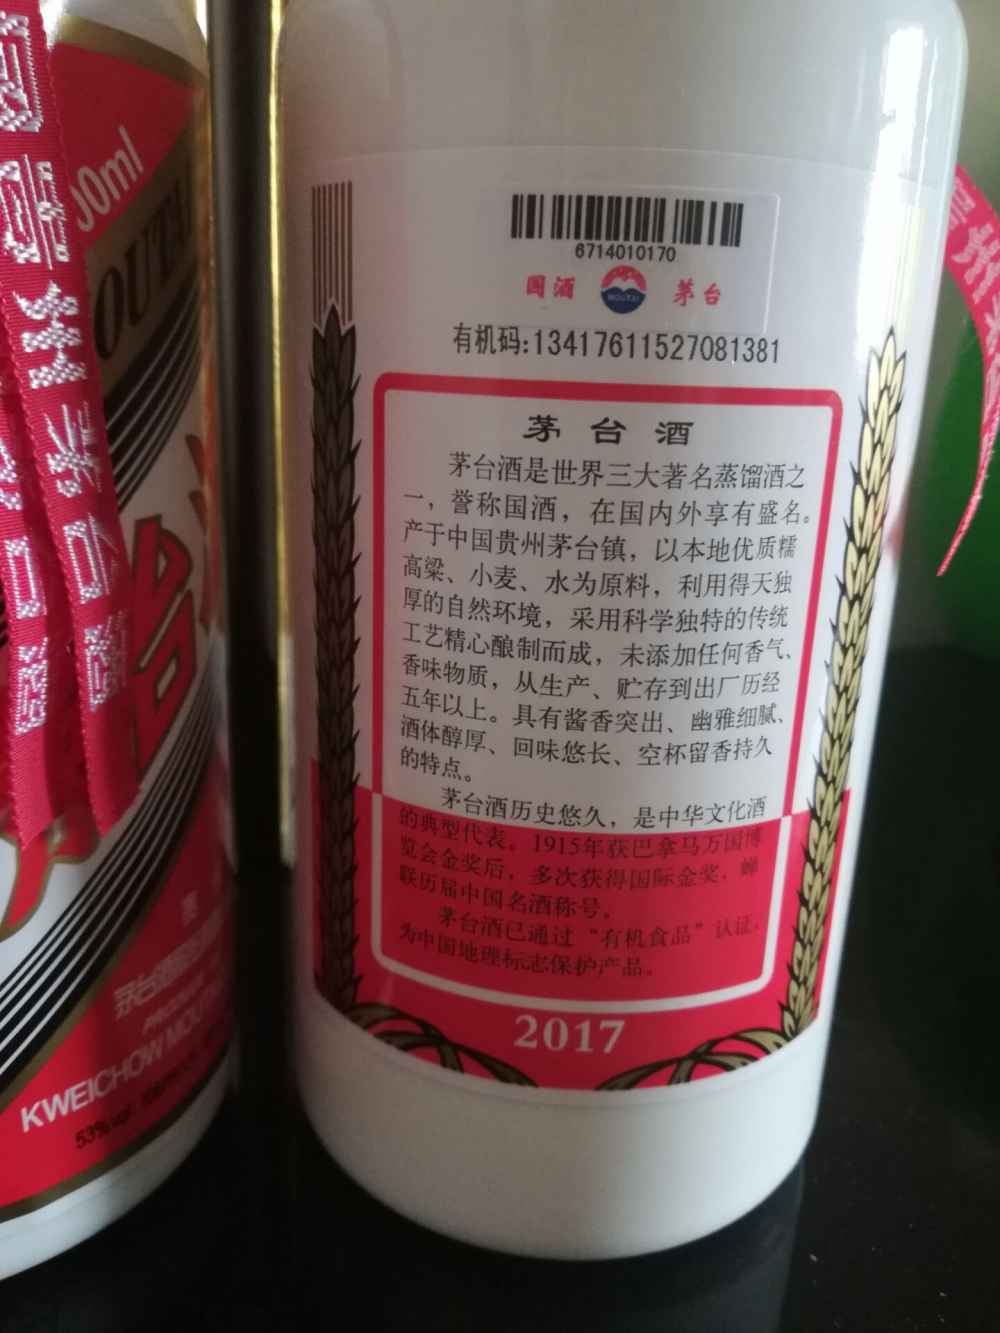 00ml
OUTAI
KWEICHOW MOUTAI
53%
6714010170
国酒
MOUTAI
茅台
有机码:13417611527081381
茅台酒
茅台酒是世界三大著名蒸馏酒之
一，誉称国酒，在国内外享有盛名。
产于中国贵州茅台镇，以本地优质糯
高粱、小麦、水为原料，利用得天独
厚的自然环境，采用科学独特的传统
工艺精心酿制而成，未添加任何香气、
香味物质，从生产、贮存到出厂历经
五年以上。具有酱香突出、幽雅细腻、
酒体醇厚、回味悠长、空杯留香持久
的特点。
茅台酒历史悠久，是中华文化酒
的典型代表。1915年获巴拿马万国博
览会金奖后，多次获得国际金奖，蝉
联历届中国名酒称号。
茅台酒已通过“有机食品”认证，
为中国地理标志保护产品。
2017